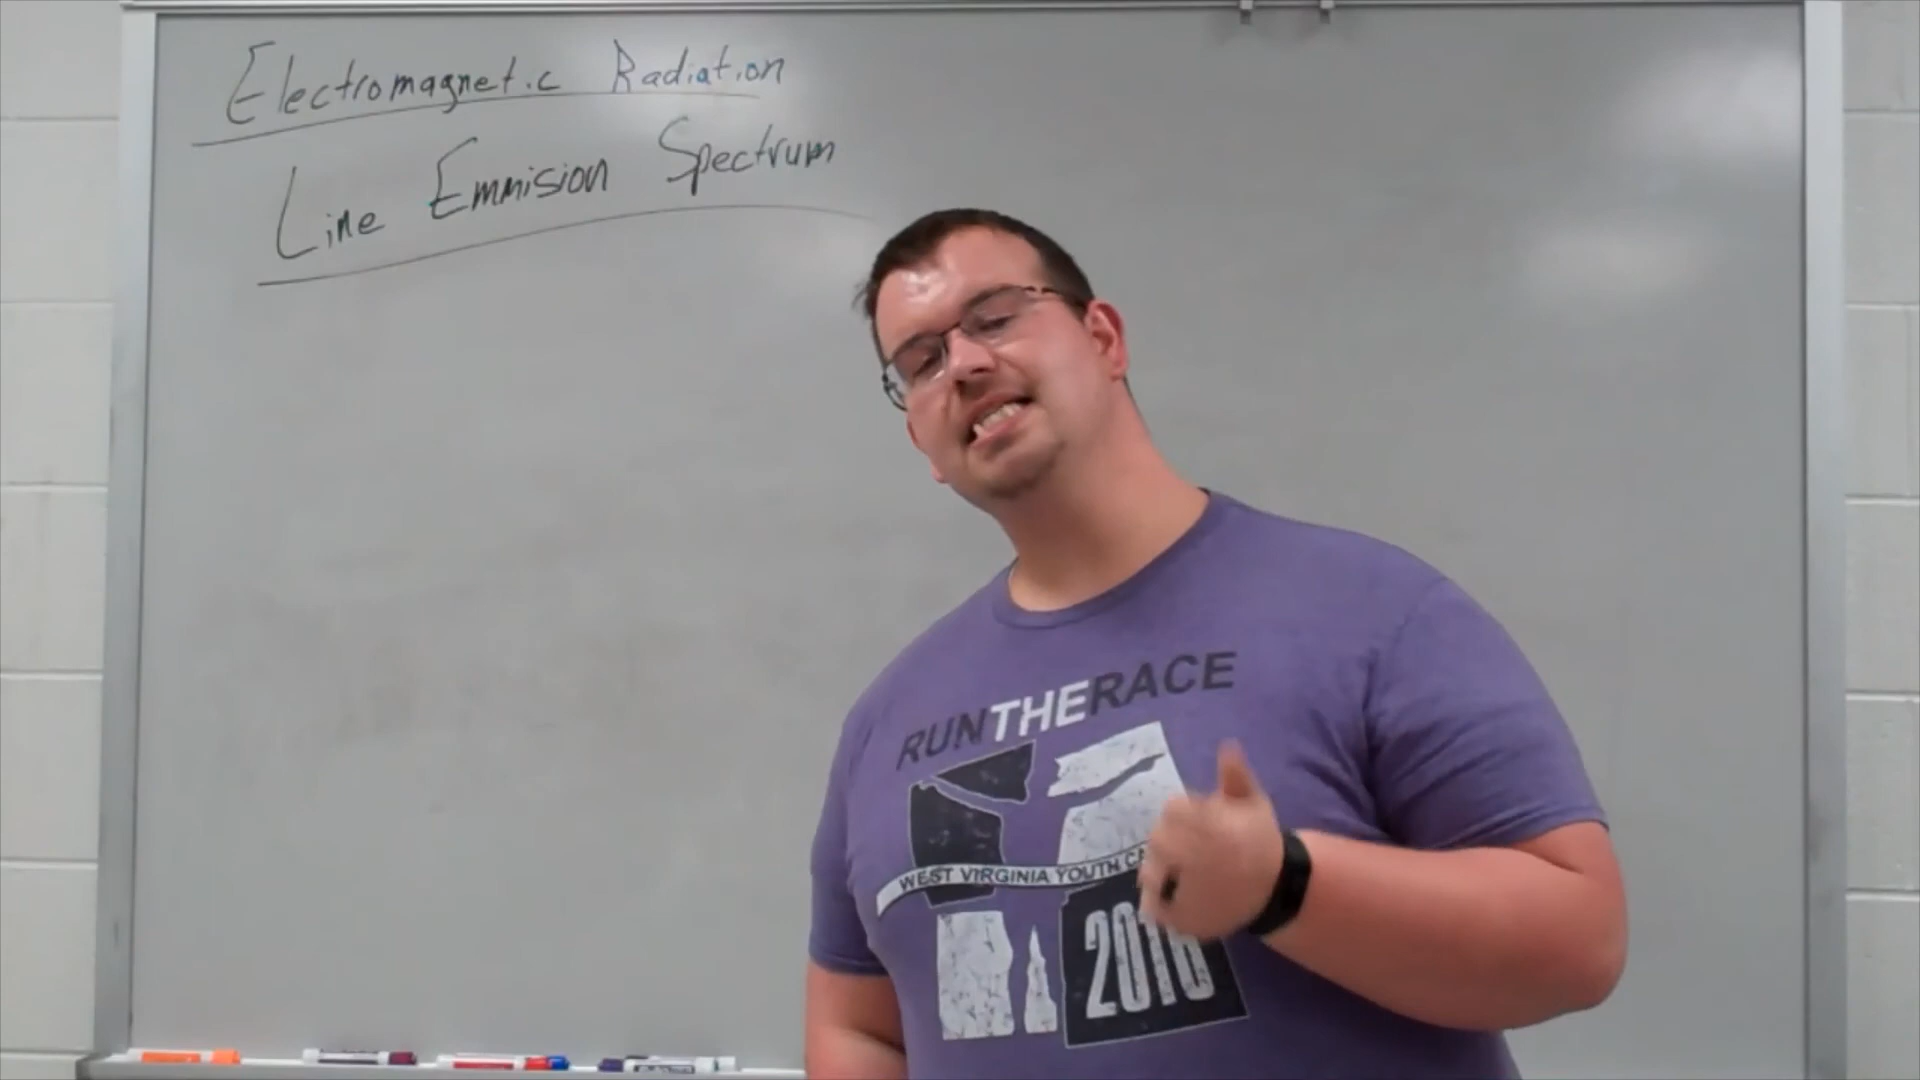 Electromagnetic Radiation
Line Emmision Spectrum
RUNTHERACE
WEST VIRGINIA YOUTH
2016